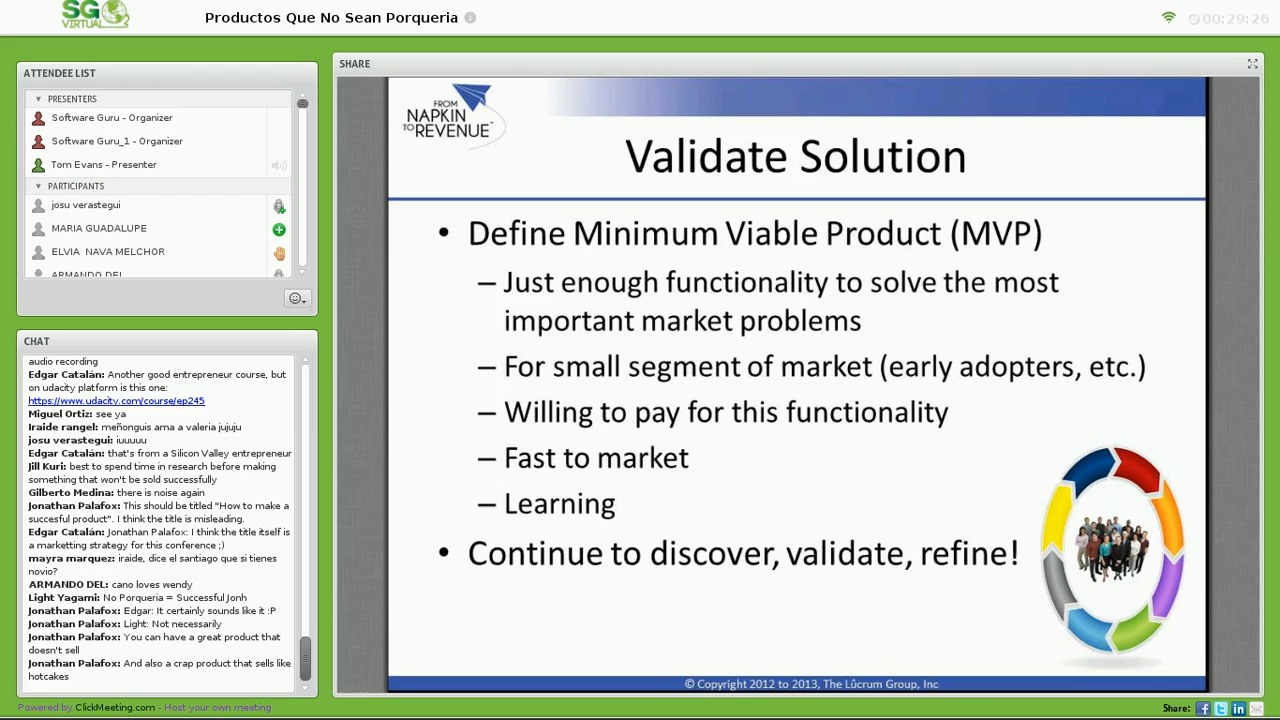 SG
VIRTUAL
Productos Que No Sean Porqueria
00:29:26
ATTENDEE LIST
PRESENTERS
Software Guru - Organizer
Software Guru_1 - Organizer
Tom Evans - Presenter
PARTICIPANTS
josu verastegui
MARIA GUADALUPE
ELVIA NAVA MELCHOR
ARMANDO DEL
CHAT
audio recording
Edgar Catalán: Another good entrepreneur course, but
on udacity platform is this one:
https://www.udacity.com/course/ep245
Miguel Ortiz: see ya
Iraide rangel: meñonguis ama a valeria jujuju
josu verastegui: iuuuuu
Edgar Catalán: that's from a Silicon Valley entrepreneur
Jill Kuri: best to spend time in research before making
something that won't be sold successfully
Gilberto Medina: there is noise again
Jonathan Palafox: This should be titled "How to make a
succesful product". I think the title is misleading.
Edgar Catalán: Jonathan Palafox: I think the title itself is
a marketting strategy for this conference ;)
mayra marquez: iraide, dice el santiago que si tienes
novio?
ARMANDO DEL: cano loves wendy
Light Yagami: No Porqueria = Successful Jonh
Jonathan Palafox: Edgar: It certainly sounds like it :P
Jonathan Palafox: Light: Not necessarily
Jonathan Palafox: You can have a great product that
doesn't sell
Jonathan Palafox: And also a crap product that sells like
hotcakes
SHARE
FROM
NAPKIN
TO REVENUE™
Validate Solution
• Define Minimum Viable Product (MVP)
– Just enough functionality to solve the most
important market problems
– For small segment of market (early adopters, etc.)
– Willing to pay for this functionality
– Fast to market
– Learning
• Continue to discover, validate, refine!
© Copyright 2012 to 2013, The Lûcrum Group, Inc
Powered by ClickMeeting.com - Host your own meeting
Share: